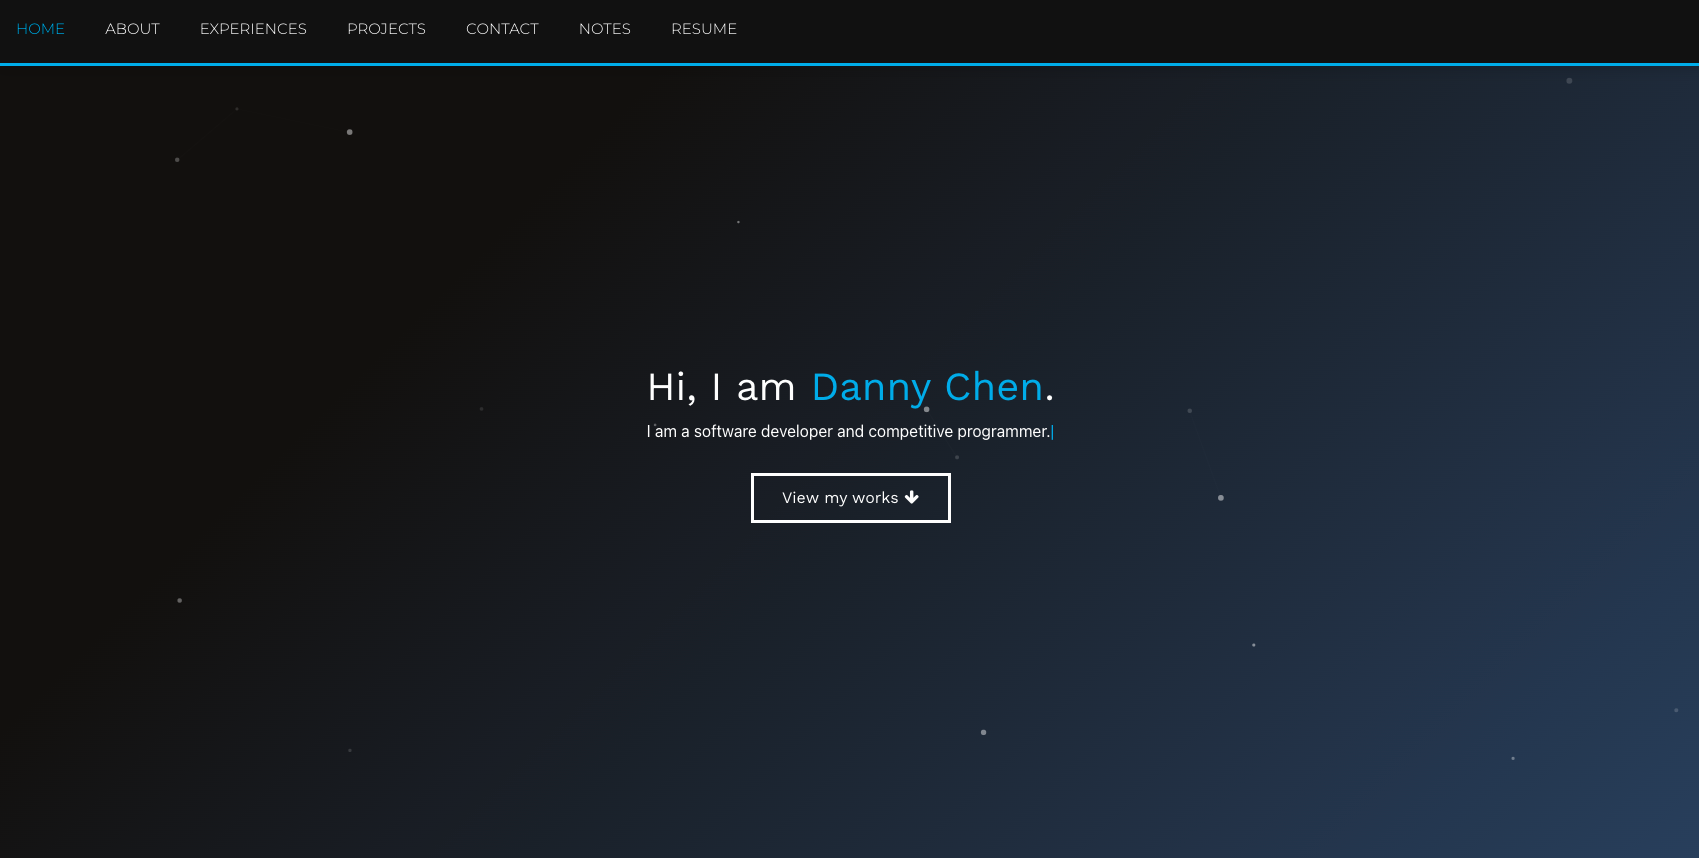 HOME ABOUT EXPERIENCES PROJECTS CONTACT NOTES RESUME
Hi, I am Danny Chen.
I am a software developer and competitive programmer.|
View my works